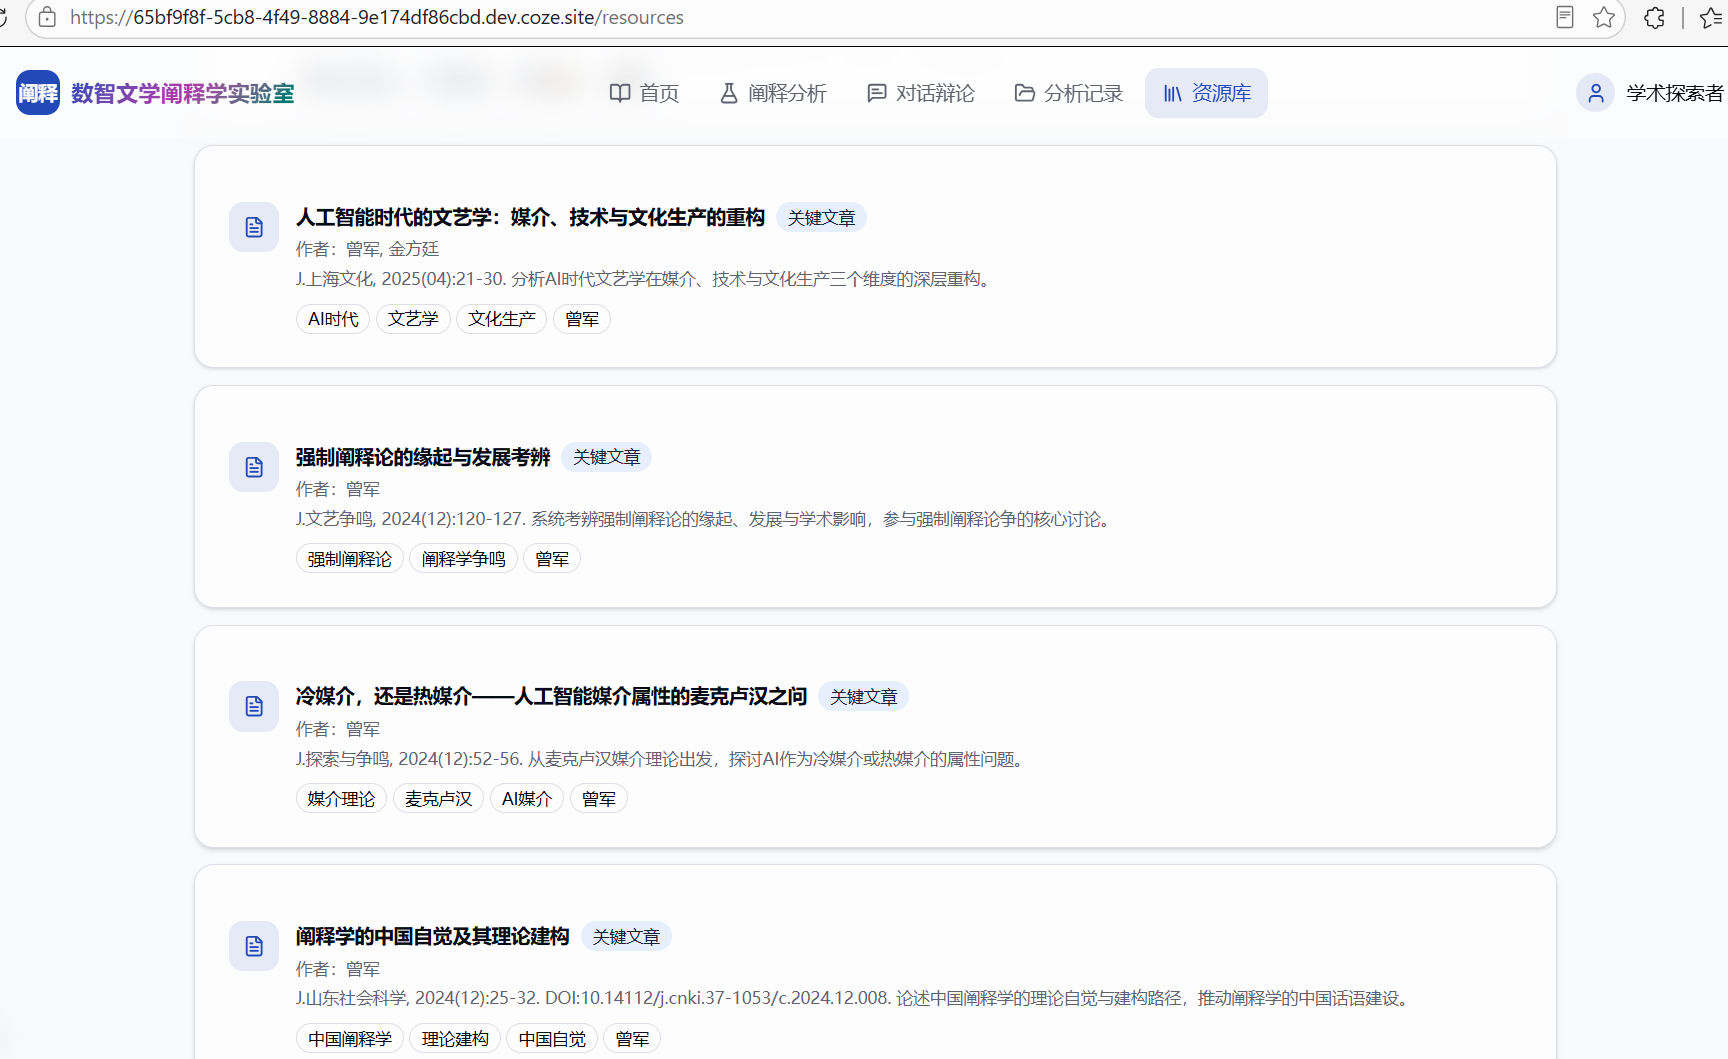 https://65bf9f8f-5cb8-4f49-8884-9e174df86cbd.dev.coze.site/resources
阐释 数智文学阐释学实验室 首页 阐释分析 对话辩论 分析记录 资源库 学术探索者
人工智能时代的文艺学：媒介、技术与文化生产的重构 关键文章
作者：曾军, 金方廷
J.上海文化, 2025(04):21-30. 分析AI时代文艺学在媒介、技术与文化生产三个维度的深层重构。
AI时代 文艺学 文化生产 曾军
强制阐释论的缘起与发展考辨 关键文章
作者：曾军
J.文艺争鸣, 2024(12):120-127. 系统考辨强制阐释论的缘起、发展与学术影响，参与强制阐释论争的核心讨论。
强制阐释论 阐释学争鸣 曾军
冷媒介，还是热媒介——人工智能媒介属性的麦克卢汉之问 关键文章
作者：曾军
J.探索与争鸣, 2024(12):52-56. 从麦克卢汉媒介理论出发，探讨AI作为冷媒介或热媒介的属性问题。
媒介理论 麦克卢汉 AI媒介 曾军
阐释学的中国自觉及其理论建构 关键文章
作者：曾军
J.山东社会科学, 2024(12):25-32. DOI:10.14112/j.cnki.37-1053/c.2024.12.008. 论述中国阐释学的理论自觉与建构路径，推动阐释学的中国话语建设。
中国阐释学 理论建构 中国自觉 曾军